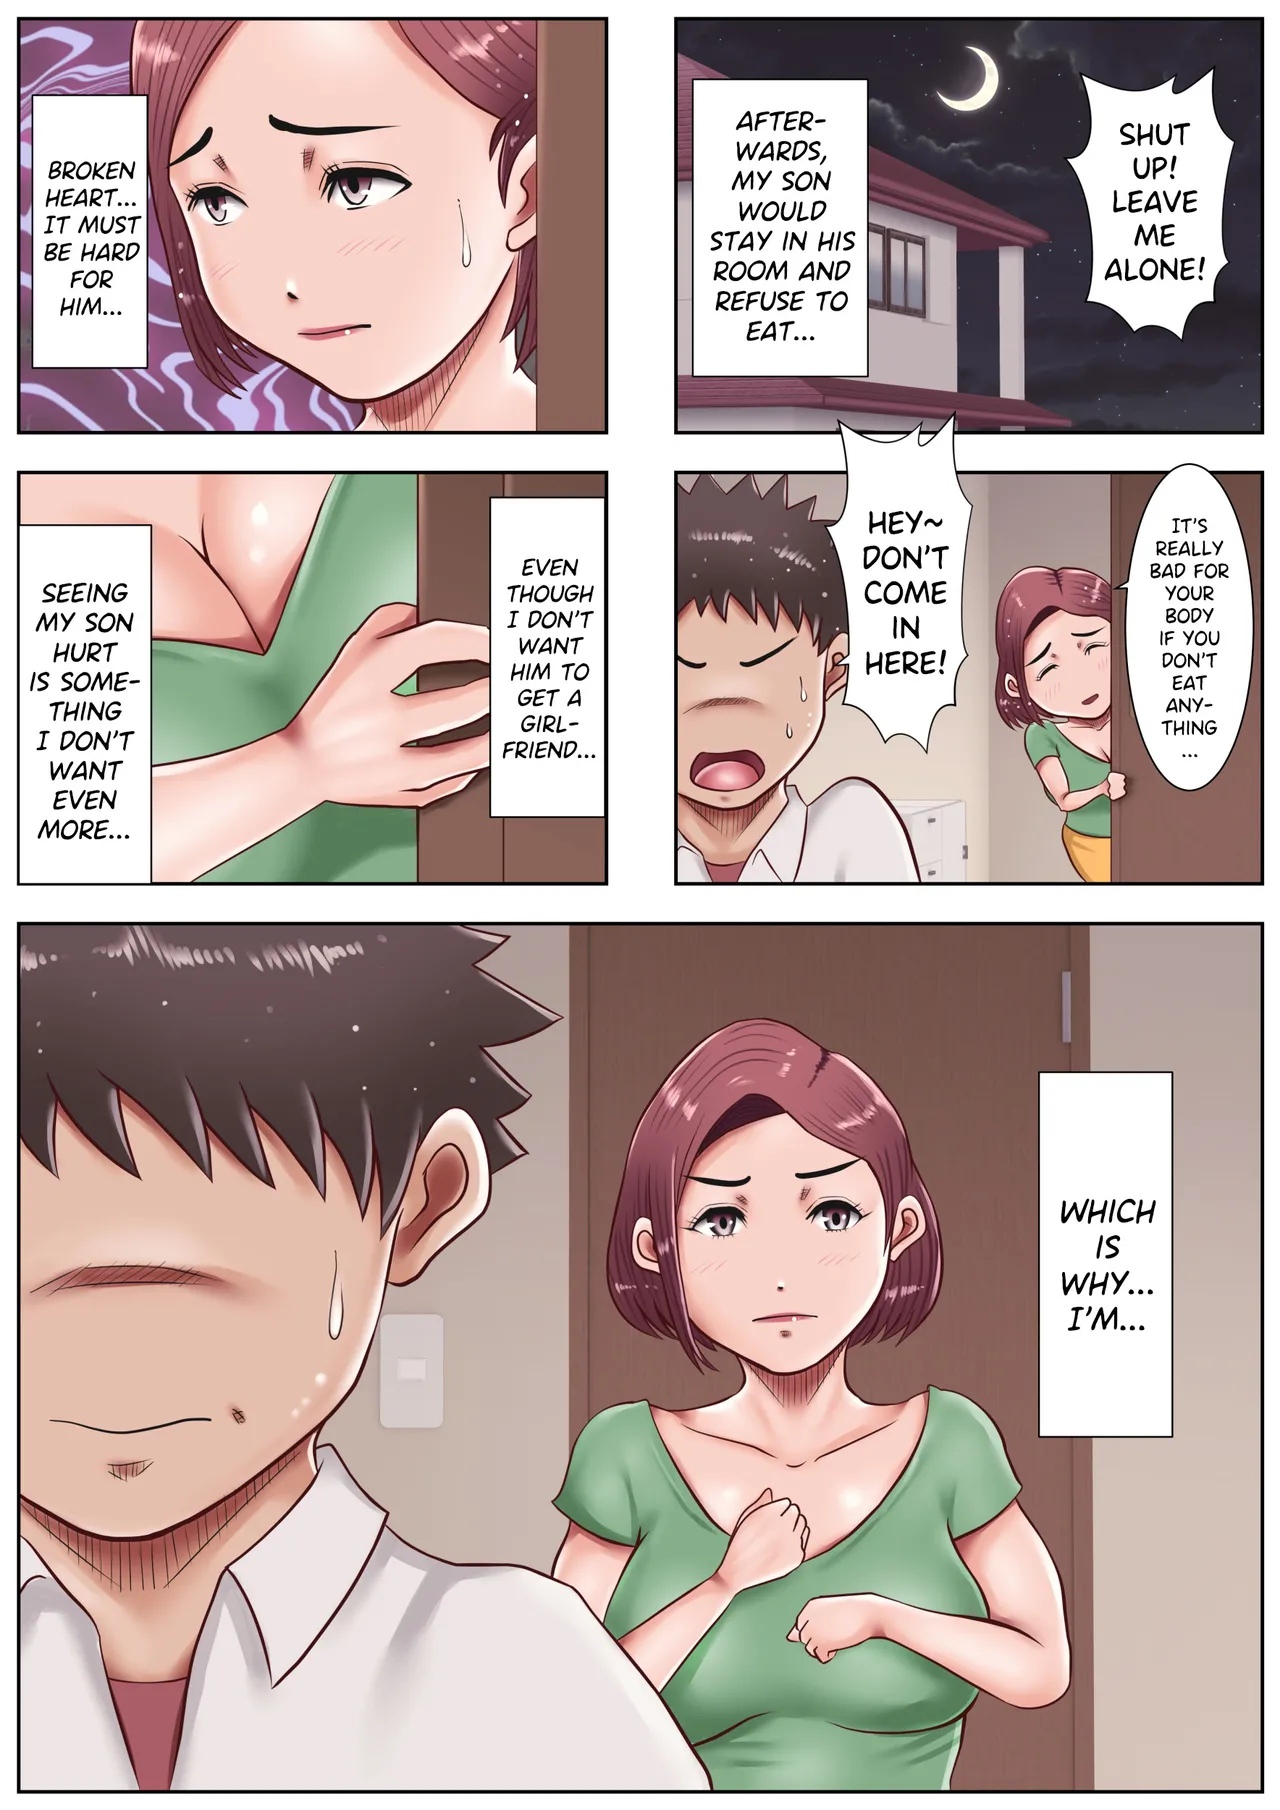 SHUT
UP!
LEAVE
ME
ALONE!
AFTER-
WARDS,
MY SON
WOULD
STAY IN HIS
ROOM AND
REFUSE TO
EAT...
BROKEN
HEART...
IT MUST
BE HARD
FOR
HIM...
IT'S
REALLY
BAD FOR
YOUR
BODY
IF YOU
DON'T
EAT
ANY-
THING
...
HEY~
DON'T
COME
IN
HERE!
EVEN
THOUGH
I DON'T
WANT
HIM TO
GET A
GIRL-
FRIEND...
SEEING
MY SON
HURT
IS SOME-
THING
I DON'T
WANT
EVEN
MORE...
WHICH
IS
WHY...
I'M...